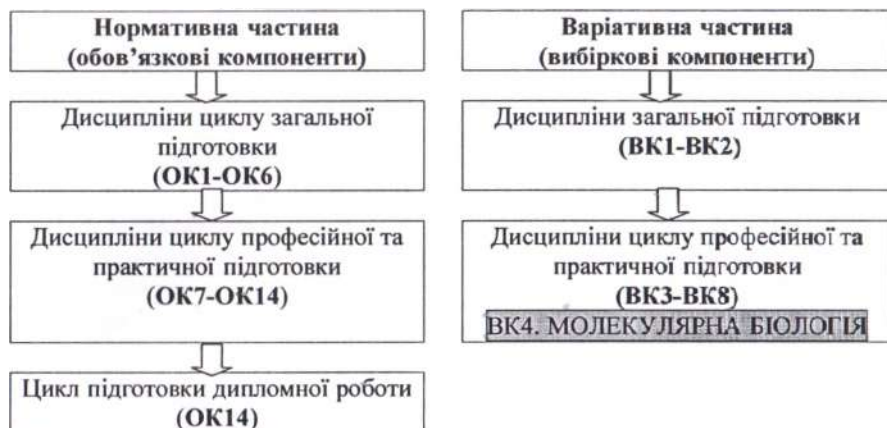 Нормативна частина
(обов’язкові компоненти)
Дисципліни циклу загальної
підготовки
(ОК1-ОК6)
Дисципліни циклу професійної та
практичної підготовки
(ОК7-ОК14)
Цикл підготовки дипломної роботи
(ОК14)
Варіативна частина
(вибіркові компоненти)
Дисципліни загальної підготовки
(ВК1-ВК2)
Дисципліни циклу професійної та
практичної підготовки
(ВК3-ВК8)
ВК4. МОЛЕКУЛЯРНА БІОЛОГІЯ